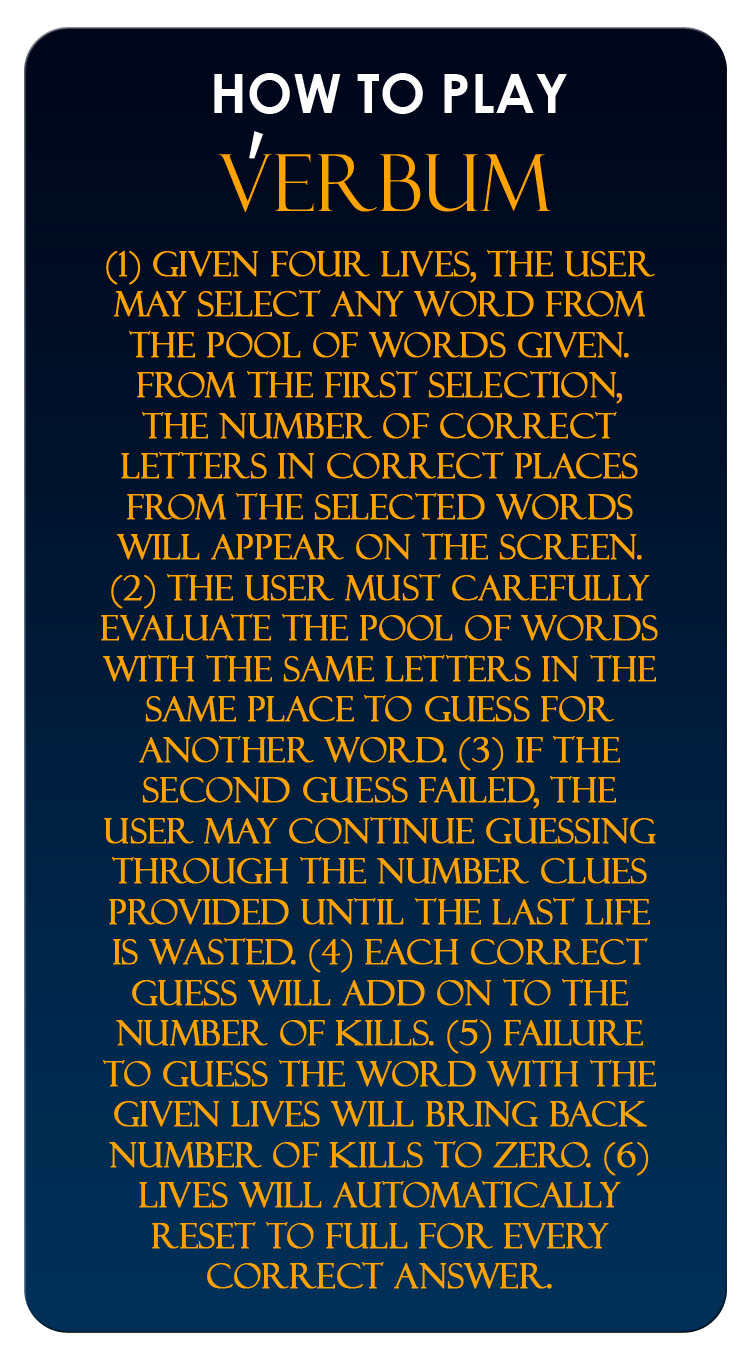 HOW TO PLAY
VERBUM
(1) GIVEN FOUR LIVES, THE USER
MAY SELECT ANY WORD FROM
THE POOL OF WORDS GIVEN.
FROM THE FIRST SELECTION,
THE NUMBER OF CORRECT
LETTERS IN CORRECT PLACES
FROM THE SELECTED WORDS
WILL APPEAR ON THE SCREEN.
(2) THE USER MUST CAREFULLY
EVALUATE THE POOL OF WORDS
WITH THE SAME LETTERS IN THE
SAME PLACE TO GUESS FOR
ANOTHER WORD. (3) IF THE
SECOND GUESS FAILED, THE
USER MAY CONTINUE GUESSING
THROUGH THE NUMBER CLUES
PROVIDED UNTIL THE LAST LIFE
IS WASTED. (4) EACH CORRECT
GUESS WILL ADD ON TO THE
NUMBER OF KILLS. (5) FAILURE
TO GUESS THE WORD WITH THE
GIVEN LIVES WILL BRING BACK
NUMBER OF KILLS TO ZERO. (6)
LIVES WILL AUTOMATICALLY
RESET TO FULL FOR EVERY
CORRECT ANSWER.